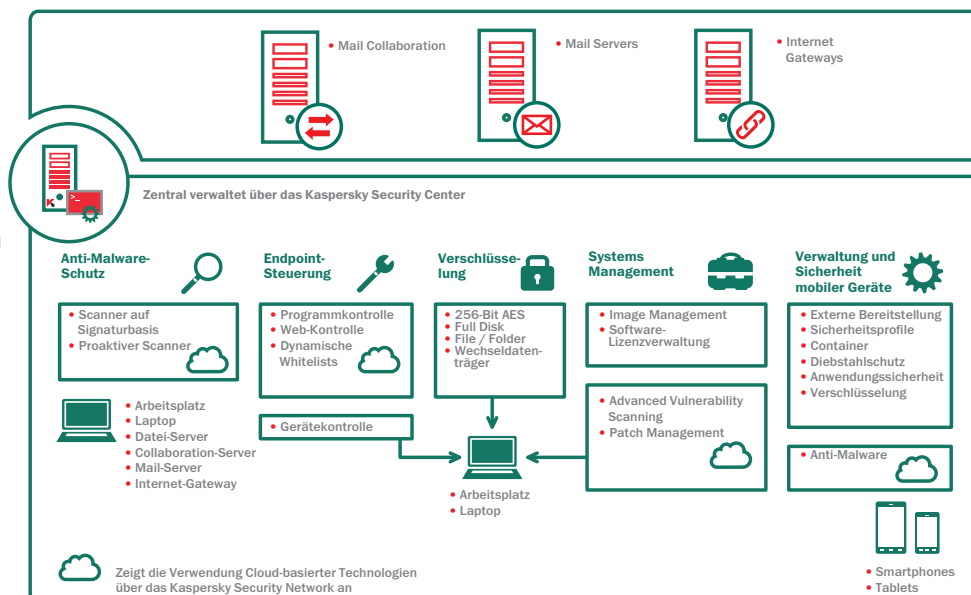 Mail Collaboration
Mail Servers
Internet
Gateways
>_
K
Zentral verwaltet über das Kaspersky Security Center
Anti-Malware-
Schutz
• Scanner auf
Signaturbasis
• Proaktiver Scanner
• Arbeitsplatz
• Laptop
• Datei-Server
• Collaboration-Server
• Mail-Server
• Internet-Gateway
Endpoint-
Steuerung
• Programmkontrolle
• Web-Kontrolle
• Dynamische
Whitelists
• Gerätekontrolle
Verschlüsse-
lung
• 256-Bit AES
• Full Disk
• File / Folder
• Wechseldaten-
träger
• Arbeitsplatz
• Laptop
Systems
Management
• Image Management
• Software-
Lizenzverwaltung
• Advanced Vulnerability
Scanning
• Patch Management
Verwaltung und
Sicherheit
mobiler Geräte
• Externe Bereitstellung
• Sicherheitsprofile
• Container
• Diebstahlschutz
• Anwendungssicherheit
• Verschlüsselung
• Anti-Malware
• Smartphones
• Tablets
Zeigt die Verwendung Cloud-basierter Technologien
über das Kaspersky Security Network an